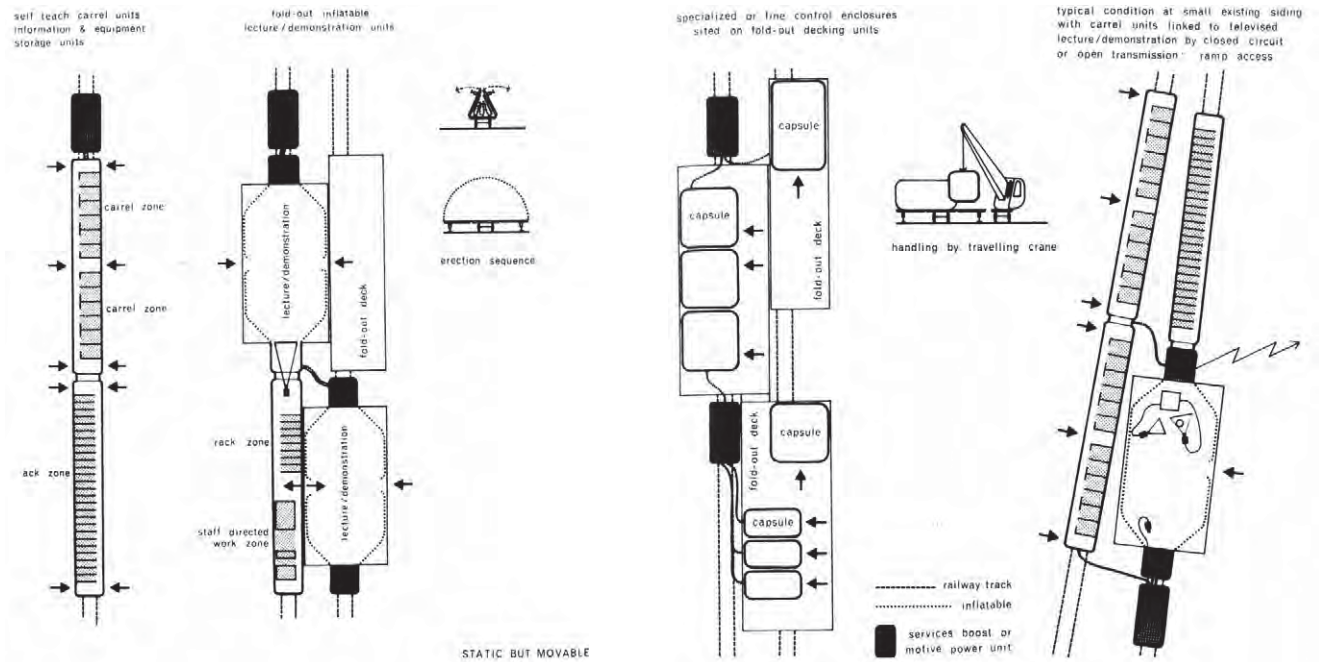 self teach carrel units
information & equipment
storage units
fold-out inflatable
lecture/demonstration units
specialized or fine control enclosures
sited on fold-out decking units
typical condition at small existing siding
with carrel units linked to televised
lecture/demonstration by closed circuit
or open transmission: ramp access
carrel zone
carrel zone
ack zone
lecture/demonstration
fold-out deck
rack zone
lecture/demonstration
staff directed
work zone
erection sequence
capsule
capsule
fold-out deck
handling by travelling crane
fold-out deck
capsule
capsule
railway track
inflatable
services boost or
motive power unit
STATIC BUT MOVABLE